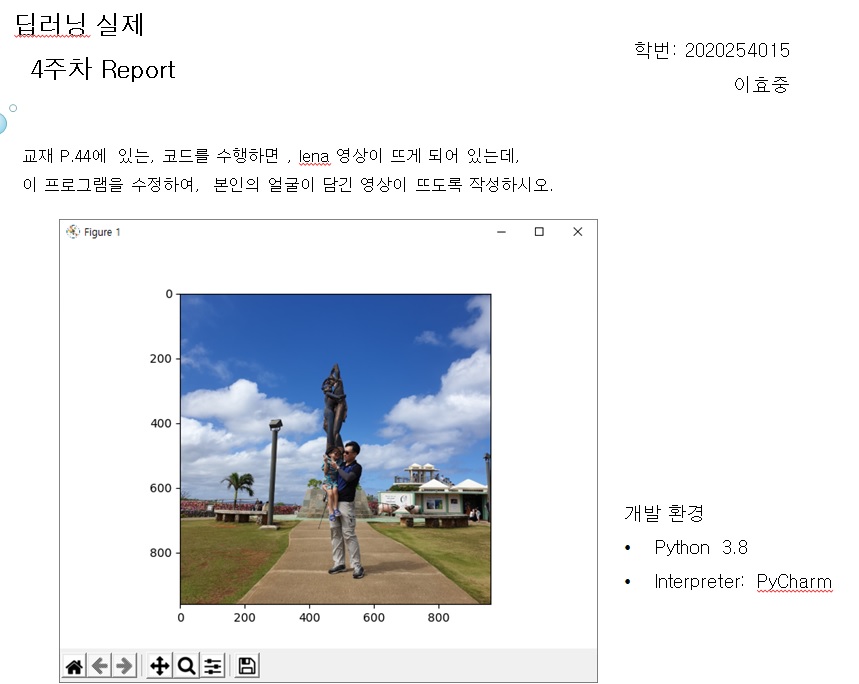 딥러닝 실제
4주차 Report
학번: 2020254015
이효중
교재 P.44에 있는, 코드를 수행하면 , lena 영상이 뜨게 되어 있는데,
이 프로그램을 수정하여, 본인의 얼굴이 담긴 영상이 뜨도록 작성하시오.
Figure 1
0
200
400
600
800
0 200 400 600 800
개발 환경
• Python 3.8
• Interpreter: PyCharm